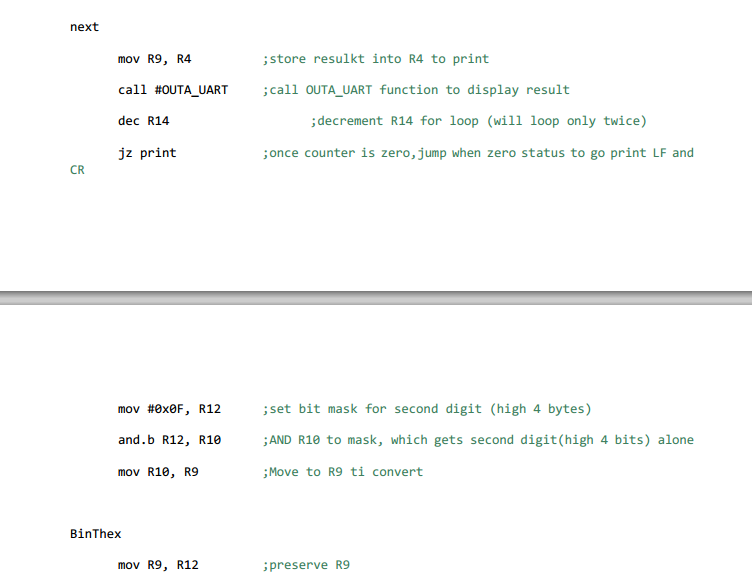 next
mov R9, R4 ;store resulkt into R4 to print
call #OUTA_UART ;call OUTA_UART function to display result
dec R14 ;decrement R14 for loop (will loop only twice)
jz print ;once counter is zero,jump when zero status to go print LF and
CR
mov #0x0F, R12 ;set bit mask for second digit (high 4 bytes)
and.b R12, R10 ;AND R10 to mask, which gets second digit(high 4 bits) alone
mov R10, R9 ;Move to R9 ti convert
BinThex
mov R9, R12 ;preserve R9